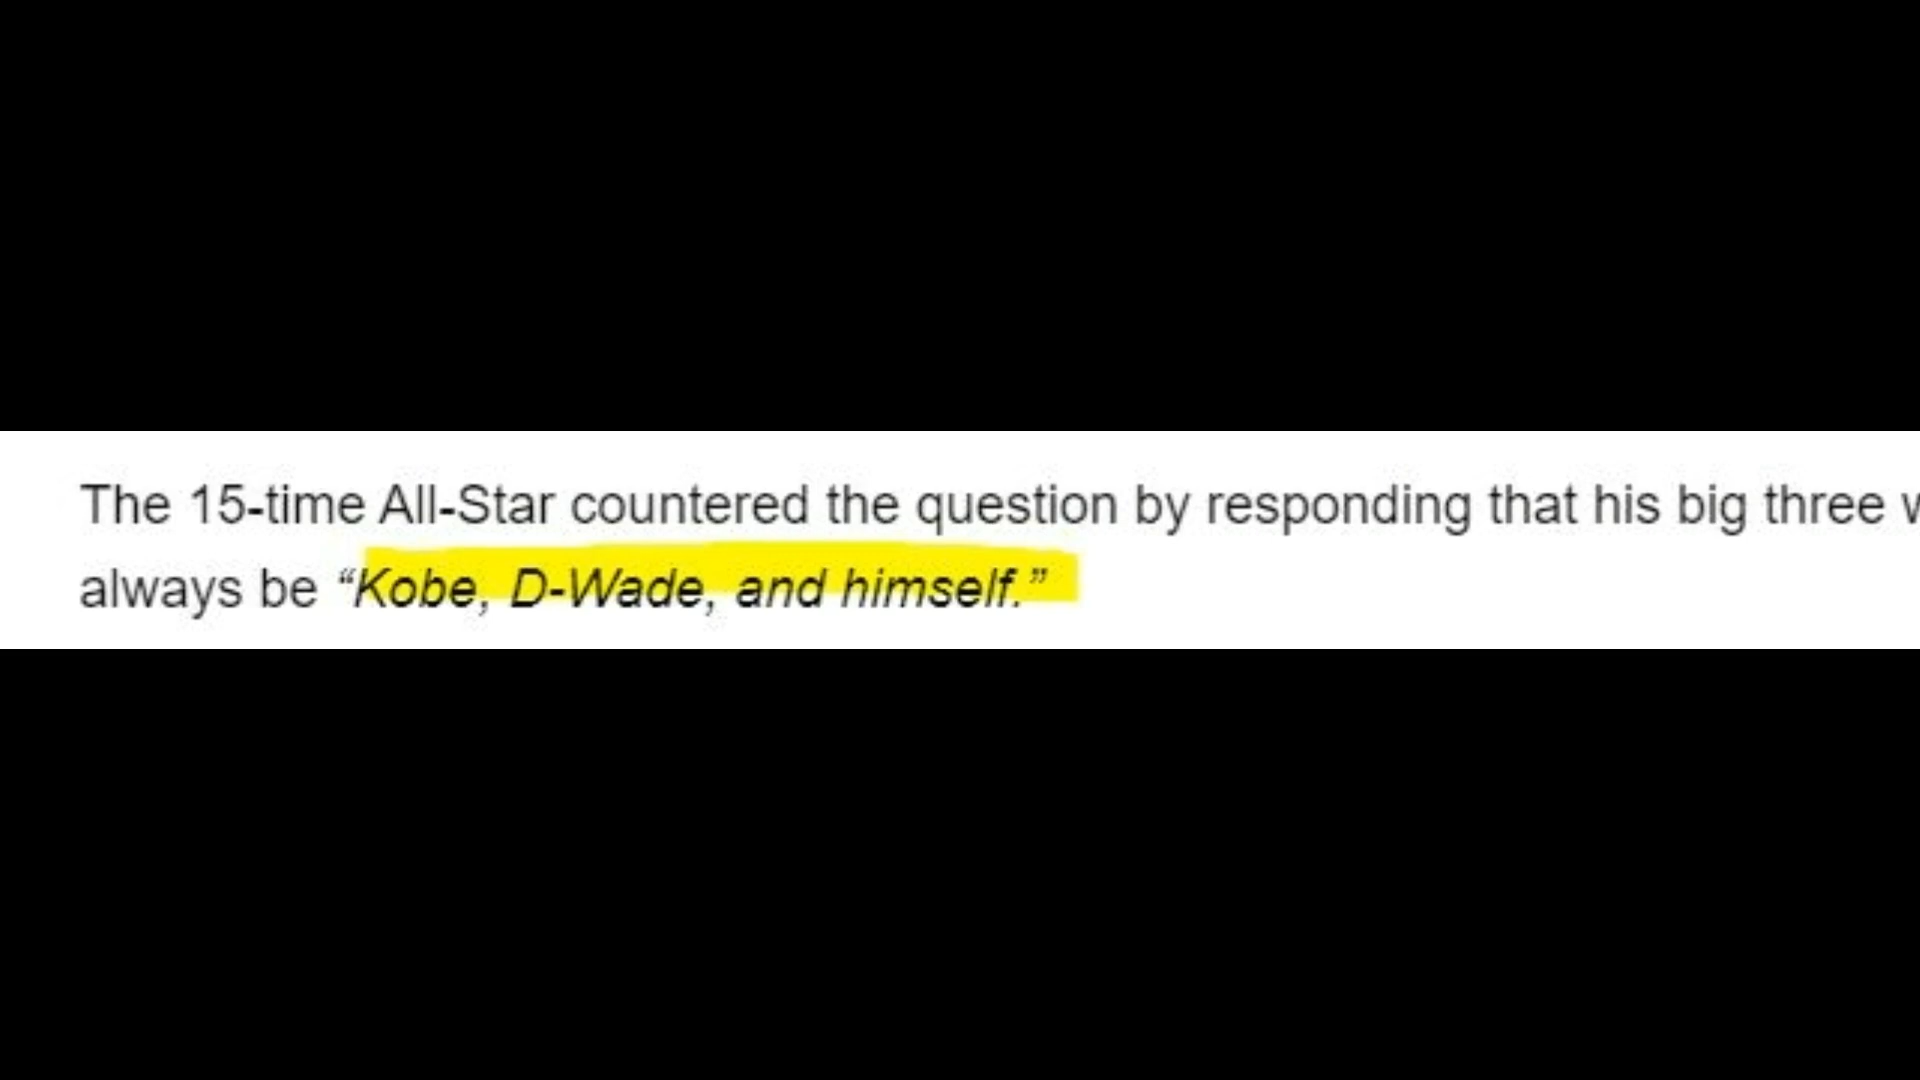 The 15-time All-Star countered the question by responding that his big three
always be “Kobe, D-Wade, and himself.”